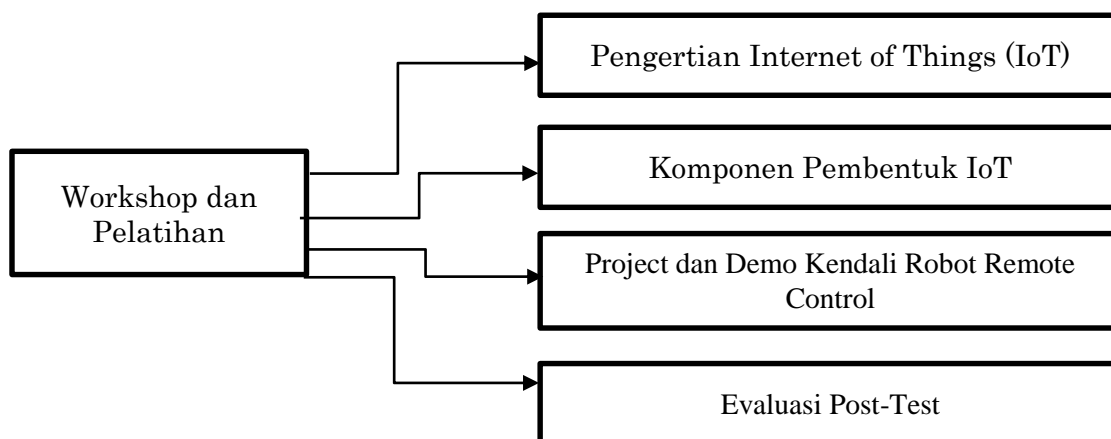 Pengertian Internet of Things (IoT)
Workshop dan
Pelatihan
Komponen Pembentuk IoT
Project dan Demo Kendali Robot Remote
Control
Evaluasi Post-Test